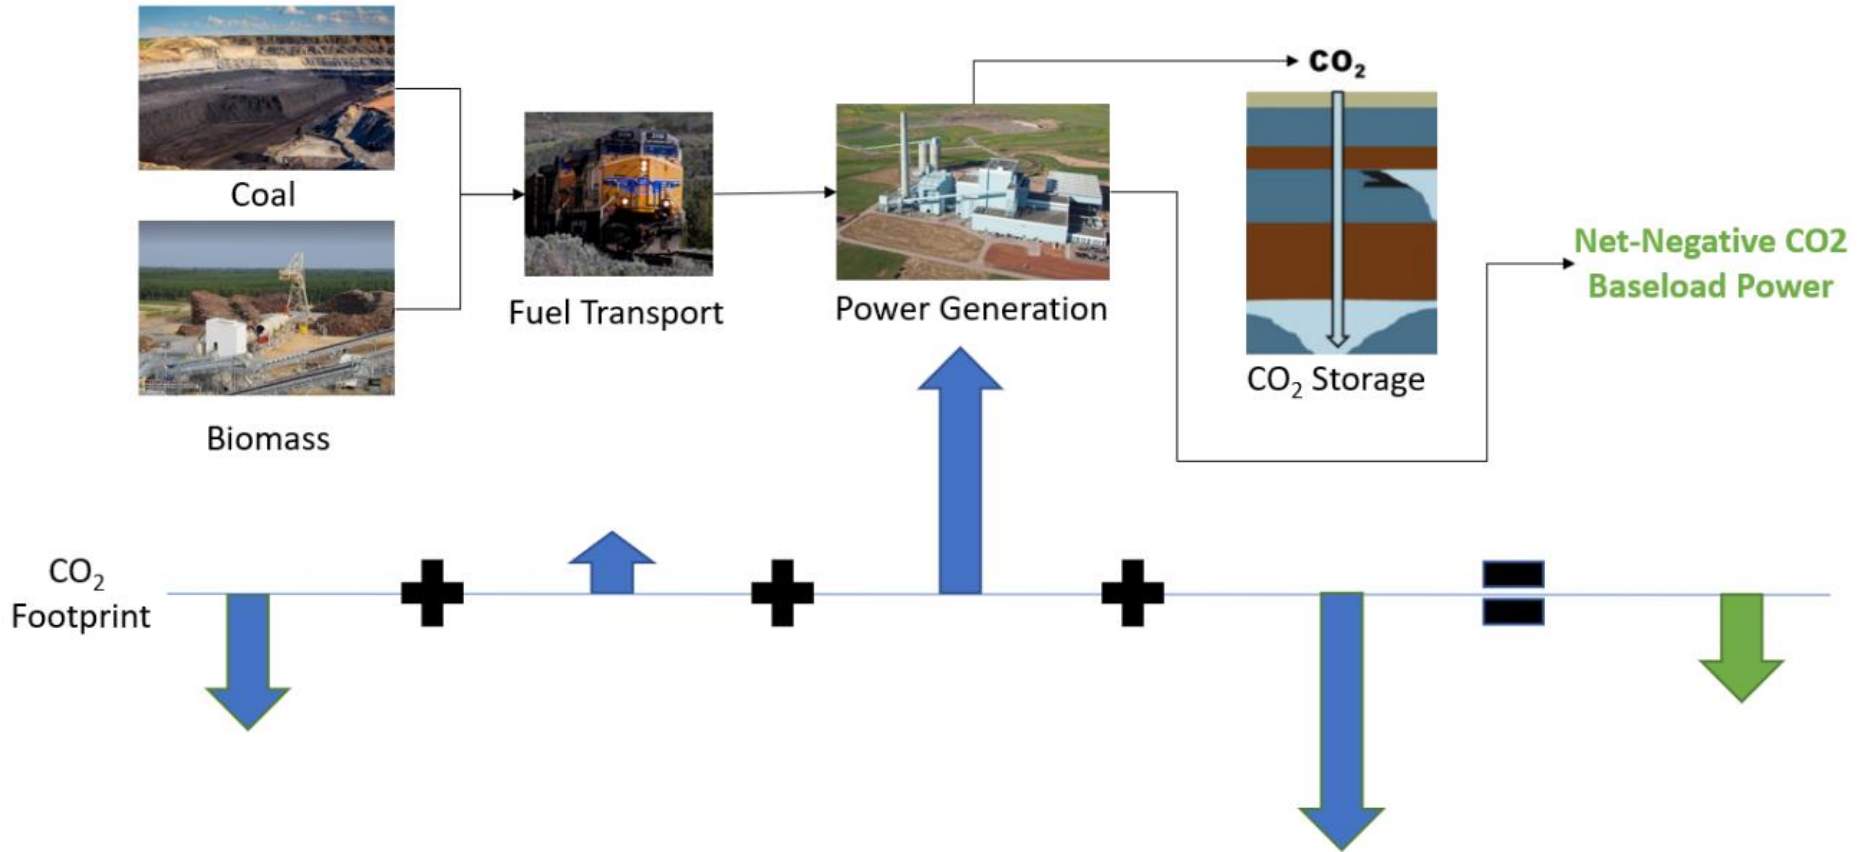 Coal
Biomass
Fuel Transport
Power Generation
CO₂
CO₂ Storage
Net-Negative CO2
Baseload Power
CO₂
Footprint